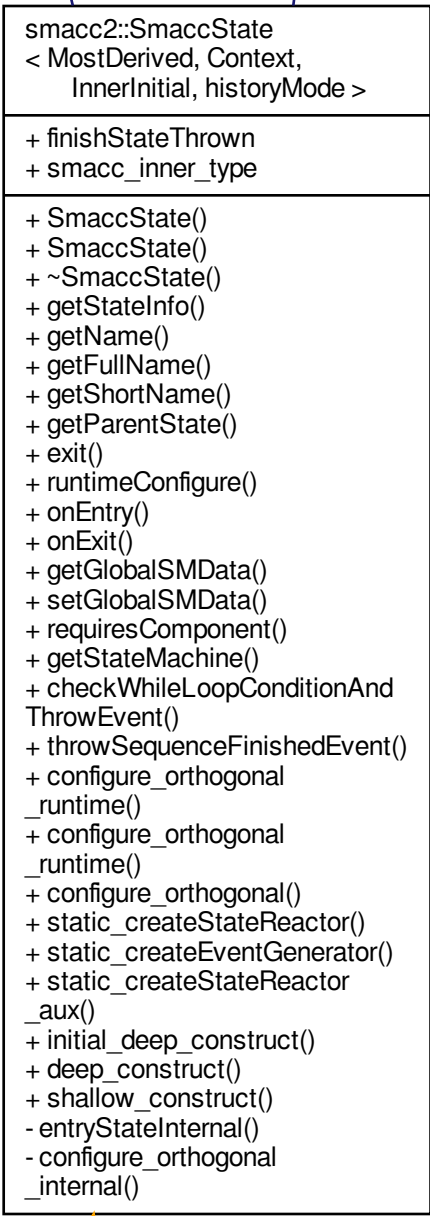 smacc2::SmaccState
< MostDerived, Context,
InnerInitial, historyMode >
+ finishStateThrown
+ smacc_inner_type
+ SmaccState()
+ SmaccState()
+ ~SmaccState()
+ getStateInfo()
+ getName()
+ getFullName()
+ getShortName()
+ getParentState()
+ exit()
+ runtimeConfigure()
+ onEntry()
+ onExit()
+ getGlobalSMData()
+ setGlobalSMData()
+ requiresComponent()
+ getStateMachine()
+ checkWhileLoopConditionAnd
ThrowEvent()
+ throwSequenceFinishedEvent()
+ configure_orthogonal
_runtime()
+ configure_orthogonal
_runtime()
+ configure_orthogonal()
+ static_createStateReactor()
+ static_createEventGenerator()
+ static_createStateReactor
_aux()
+ initial_deep_construct()
+ deep_construct()
+ shallow_construct()
- entryStateInternal()
- configure_orthogonal
_internal()